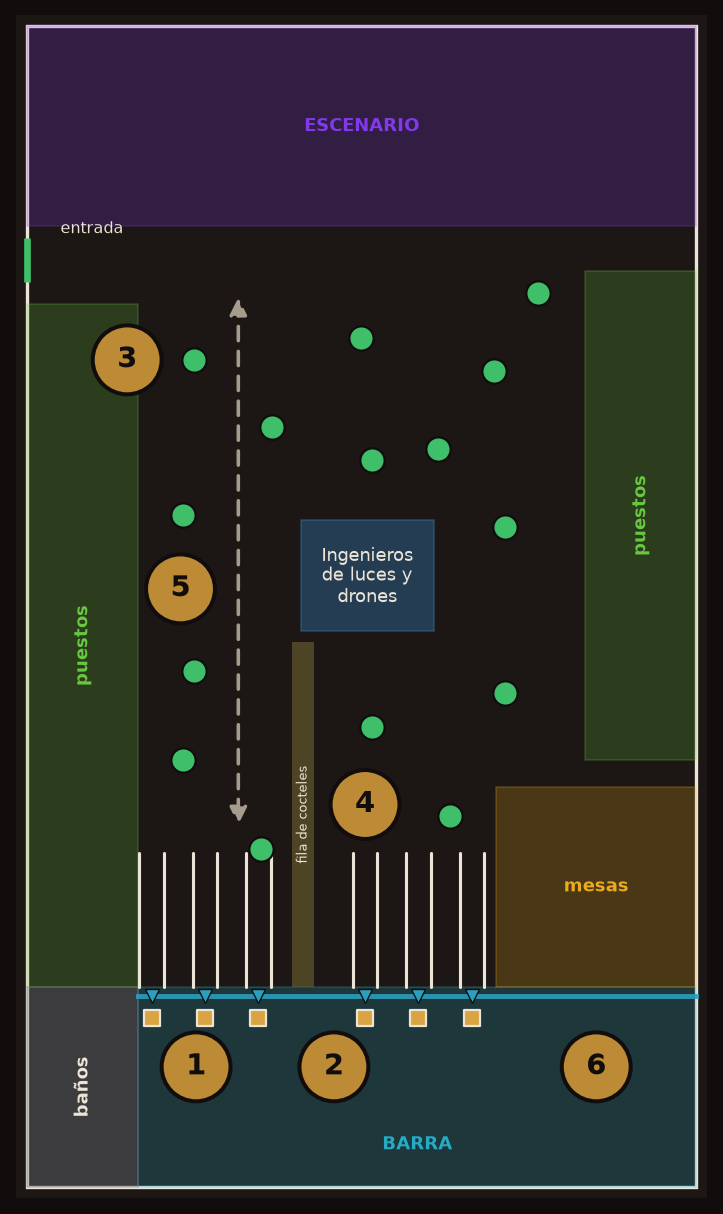 ESCENARIO
entrada
3
puestos
Ingenieros
de luces y
drones
5
puestos
fila de cocteles
4
mesas
baños
1
2
6
BARRA